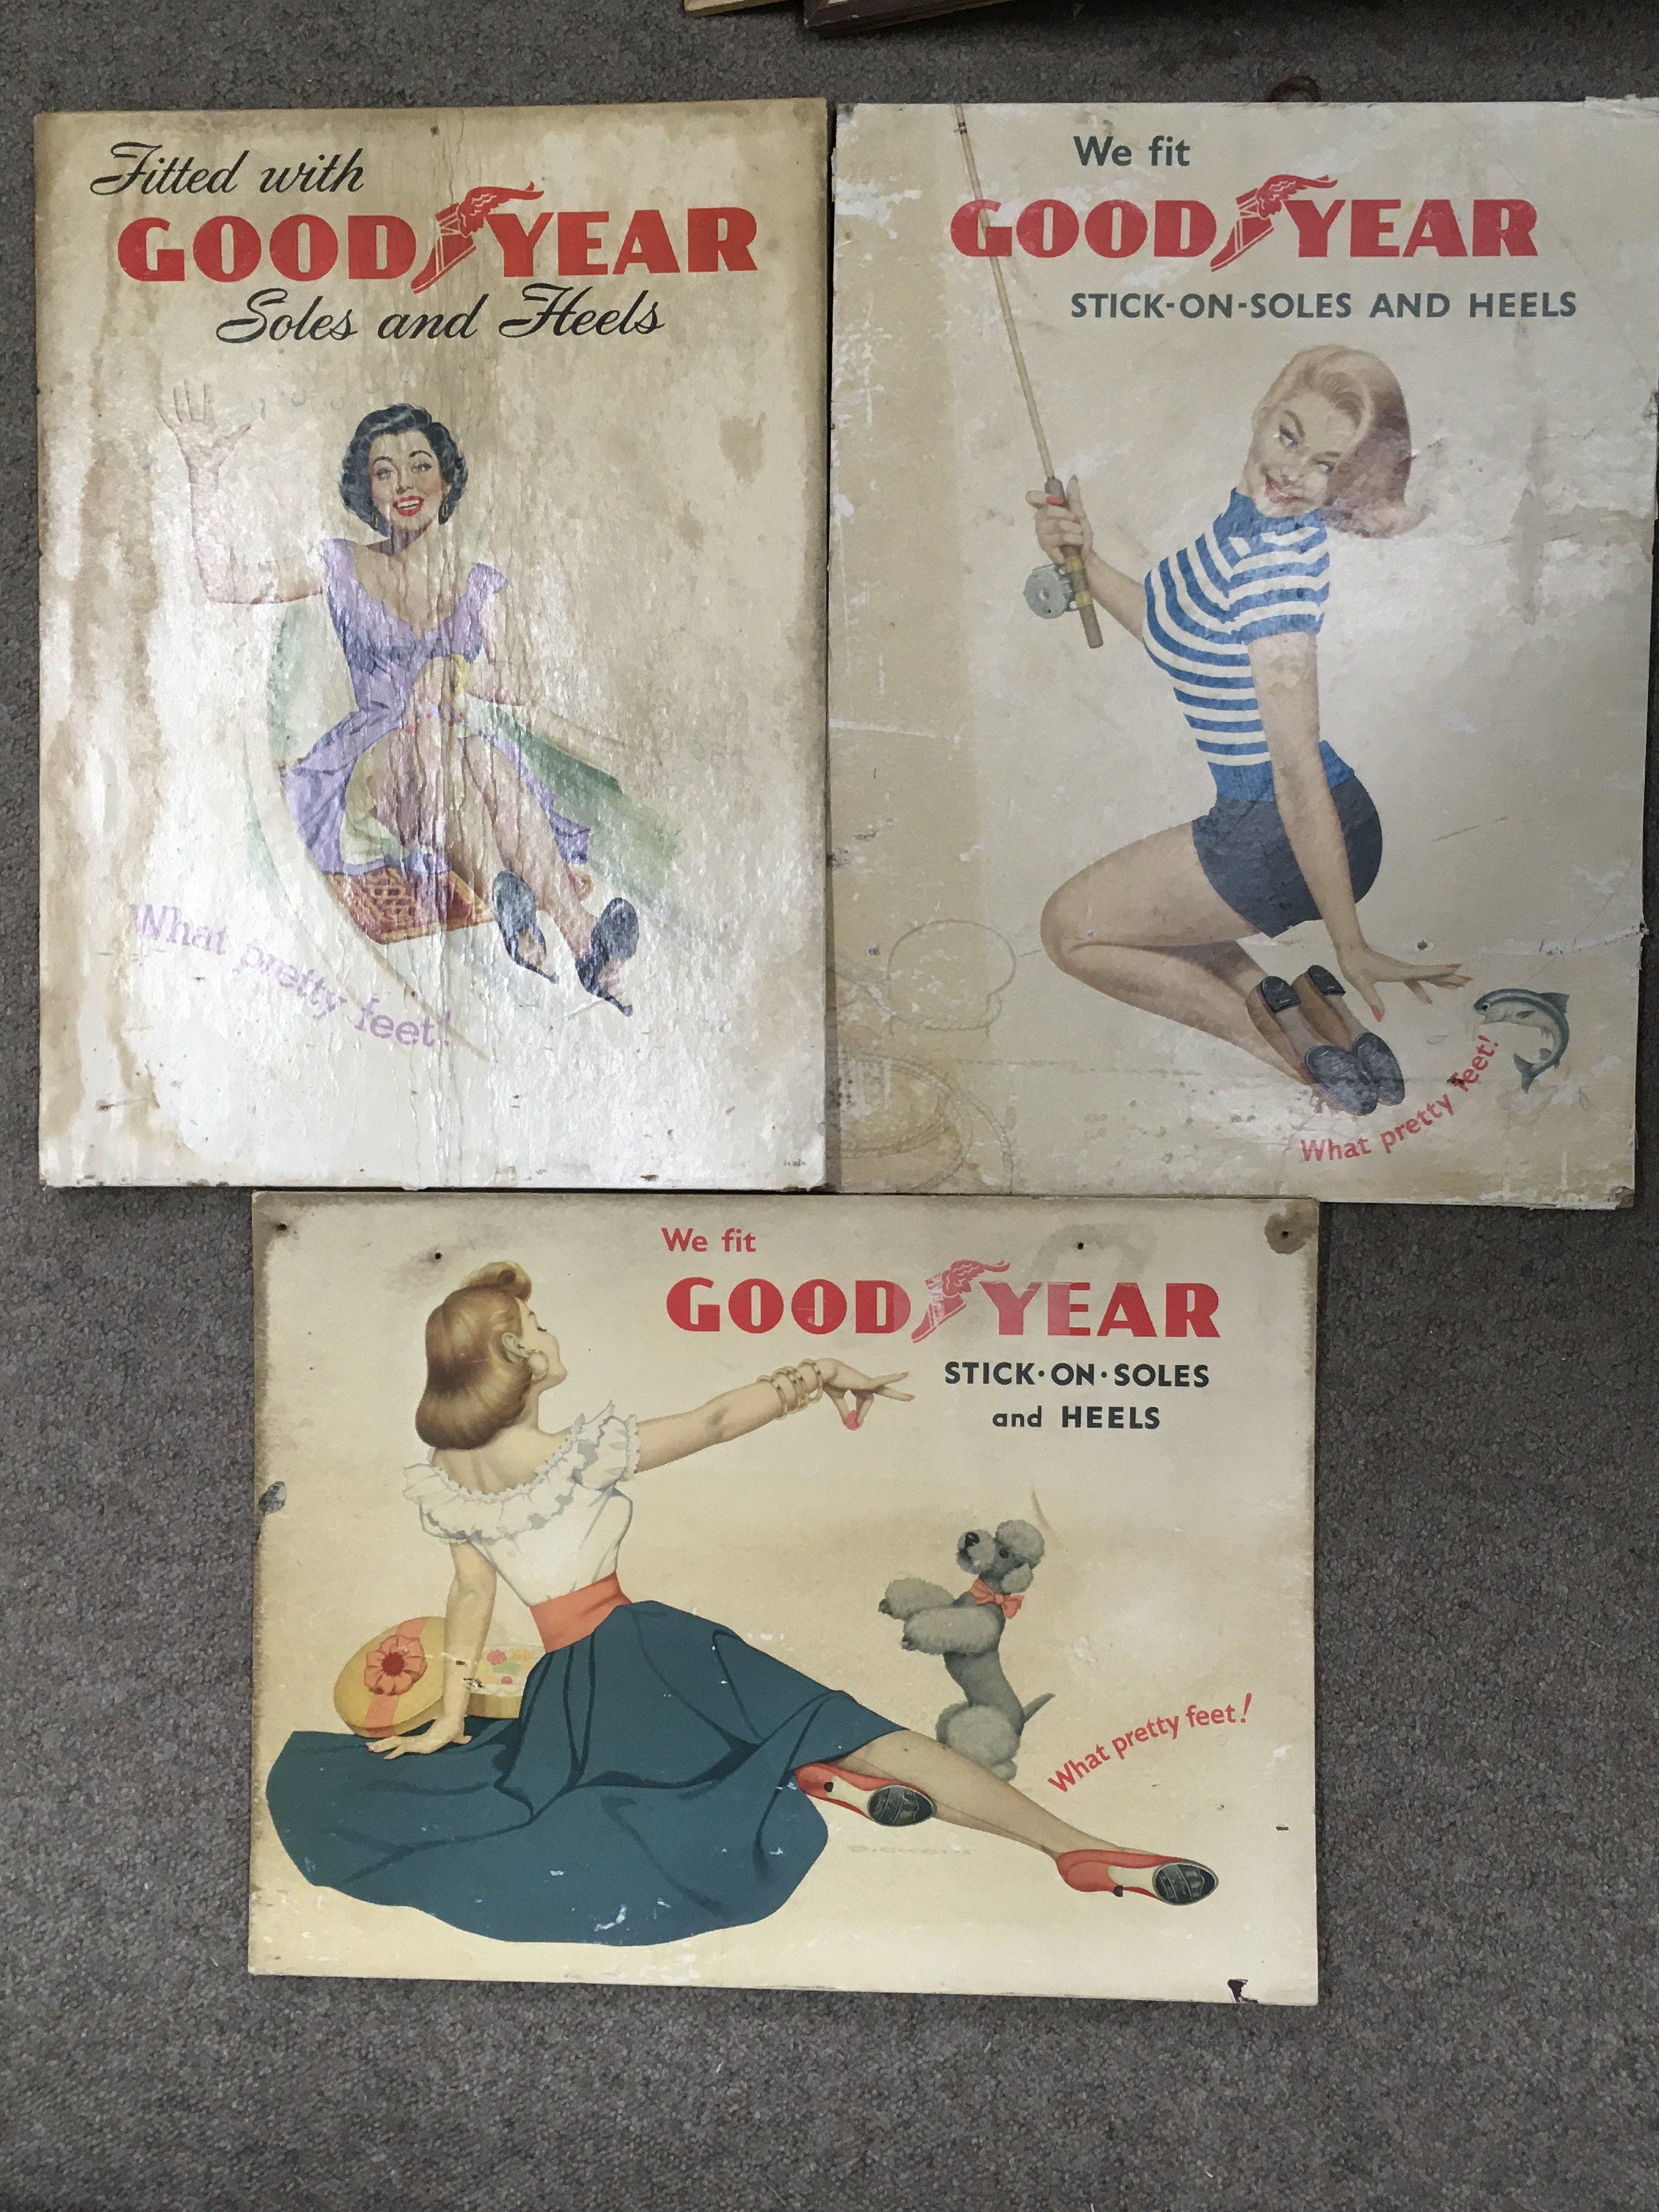 Fitted with
GOODYEAR
Soles and Heels
What pretty feet!
We fit
GOODYEAR
STICK-ON-SOLES AND HEELS
What pretty feet!
We fit
GOODYEAR
STICK·ON·SOLES
and HEELS
What pretty feet!